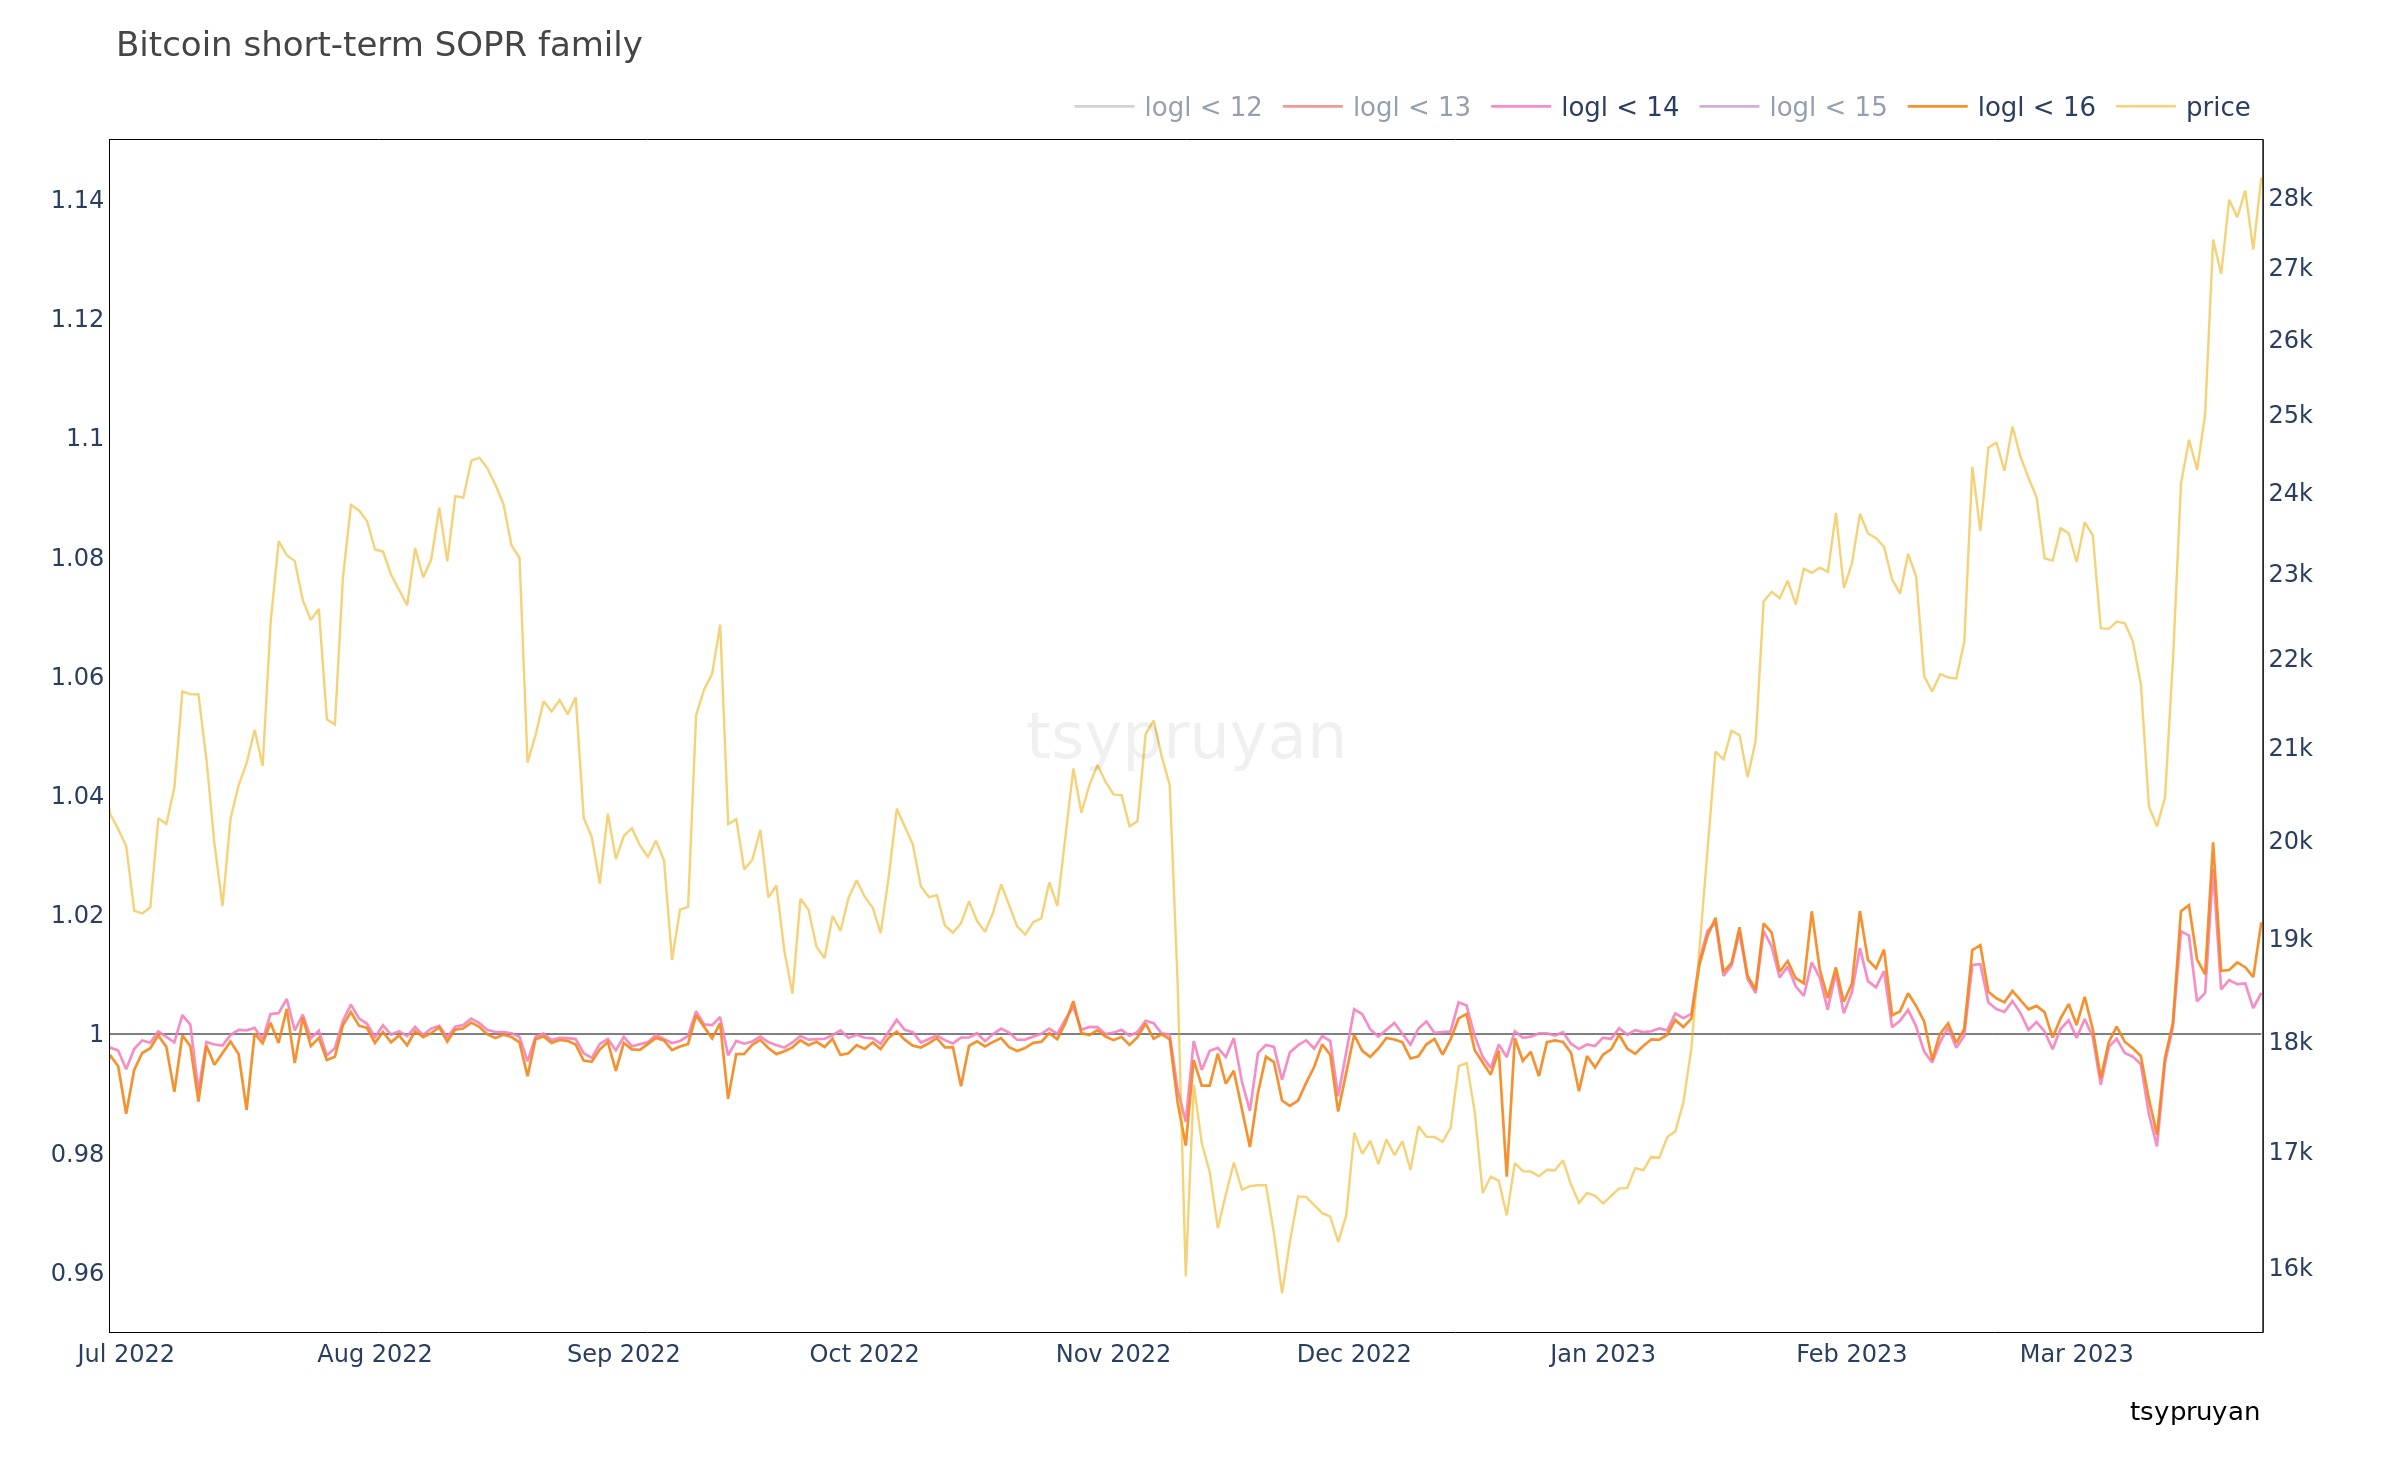 Bitcoin short-term SOPR family
logl < 12 logl < 13 logl < 14 logl < 15 logl < 16 price
1.14 28k
27k
1.12
26k
1.1 25k
24k
1.08 23k
1.06 22k
tsypruyan
21k
1.04
20k
1.02
19k
1 18k
0.98 17k
0.96 16k
Jul 2022 Aug 2022 Sep 2022 Oct 2022 Nov 2022 Dec 2022 Jan 2023 Feb 2023 Mar 2023
tsypruyan